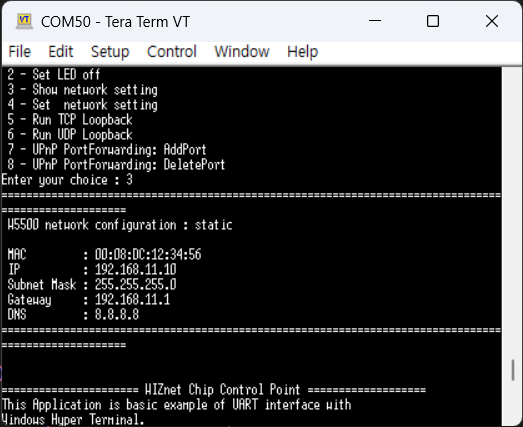 COM50 - Tera Term VT
File Edit Setup Control Window Help
2 - Set LED off
3 - Show network setting
4 - Set  network setting
5 - Run TCP Loopback
6 - Run UDP Loopback
7 - UPnP PortForwarding: AddPort
8 - UPnP PortForwarding: DeletePort
Enter your choice : 3
========================================================================
==================
W5500 network configuration : static
MAC         : 00:08:DC:12:34:56
IP          : 192.168.11.10
Subnet Mask : 255.255.255.0
Gateway     : 192.168.11.1
DNS         : 8.8.8.8
========================================================================
==================
==================== WIZnet Chip Control Point =================
This Application is basic example of UART interface with
Windows Hyper Terminal.